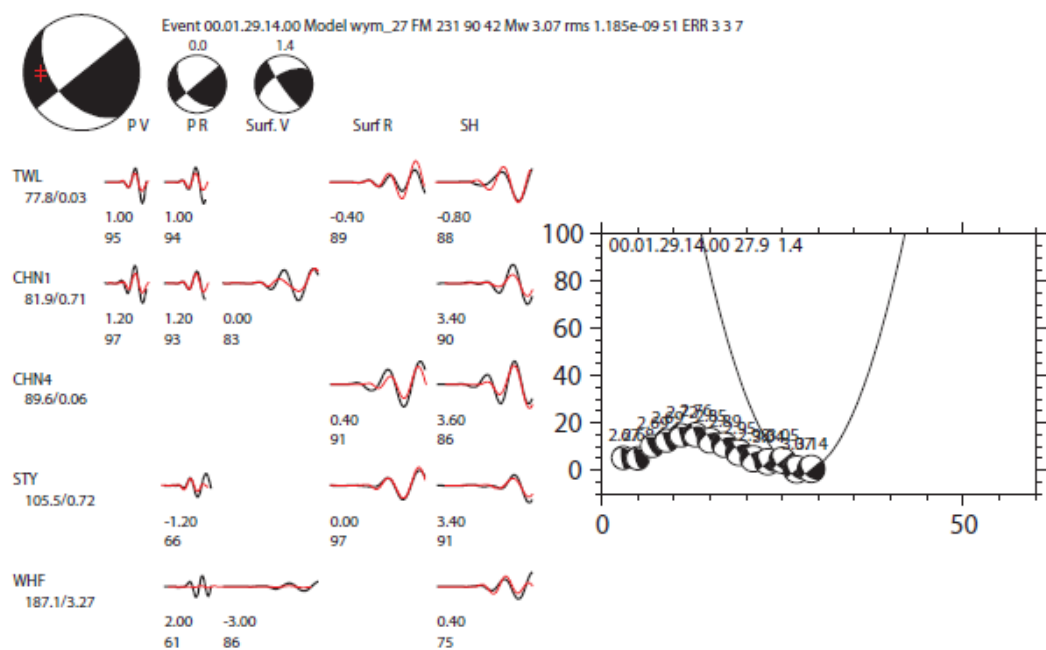 Event 00.01.29.14.00 Model wym_27 FM 231 90 42 Mw 3.07 rms 1.185e-09 51 ERR 3 3 7
0.0 1.4
P V P R Surf. V Surf R SH
TWL
77.8/0.03
1.00 1.00 -0.40 -0.80
95 94 89 88
CHN1
81.9/0.71
1.20 1.20 0.00 3.40
97 93 83 90
CHN4
89.6/0.06
0.40 3.60
91 86
STY
105.5/0.72
-1.20 0.00 3.40
66 97 91
WHF
187.1/3.27
2.00 -3.00 0.40
61 86 75
00.01.29.14.00 27.9 1.4
100
80
60
40
20
0
0 50